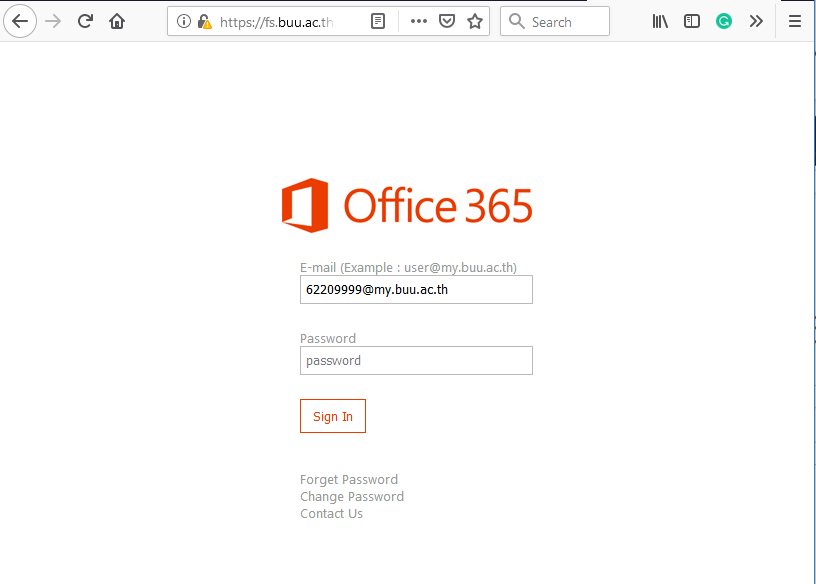 https://fs.buu.ac.th
Search
Office 365
E-mail (Example : user@my.buu.ac.th)
62209999@my.buu.ac.th
Password
password
Sign In
Forget Password
Change Password
Contact Us